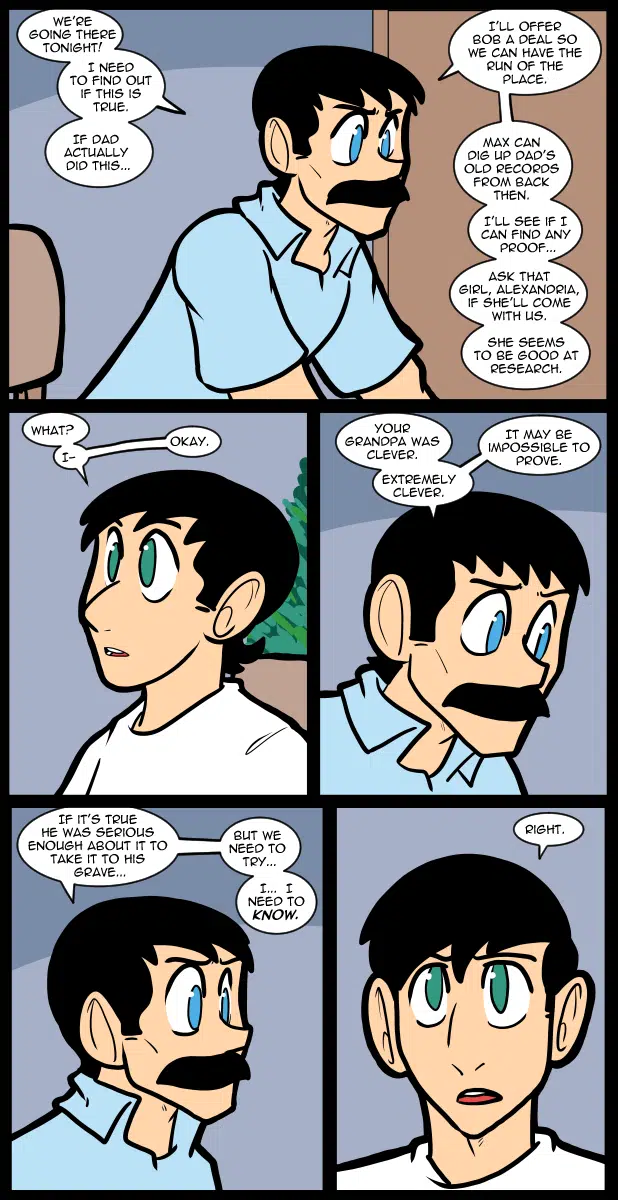 WE'RE
GOING THERE
TONIGHT!
I NEED
TO FIND OUT
IF THIS IS
TRUE.
IF DAD
ACTUALLY
DID THIS...
I'LL OFFER
BOB A DEAL SO
WE CAN HAVE THE
RUN OF THE
PLACE.
MAX CAN
DIG UP DAD'S
OLD RECORDS
FROM BACK
THEN.
I'LL SEE IF I
CAN FIND ANY
PROOF...
ASK THAT
GIRL, ALEXANDRIA,
IF SHE'LL COME
WITH US.
SHE SEEMS
TO BE GOOD AT
RESEARCH.
WHAT?
I-
OKAY.
YOUR
GRANDPA WAS
CLEVER.
EXTREMELY
CLEVER.
IT MAY BE
IMPOSSIBLE TO
PROVE.
IF IT'S TRUE
HE WAS SERIOUS
ENOUGH ABOUT IT TO
TAKE IT TO HIS
GRAVE...
BUT WE
NEED TO
TRY...
I... I
NEED TO
KNOW.
RIGHT.